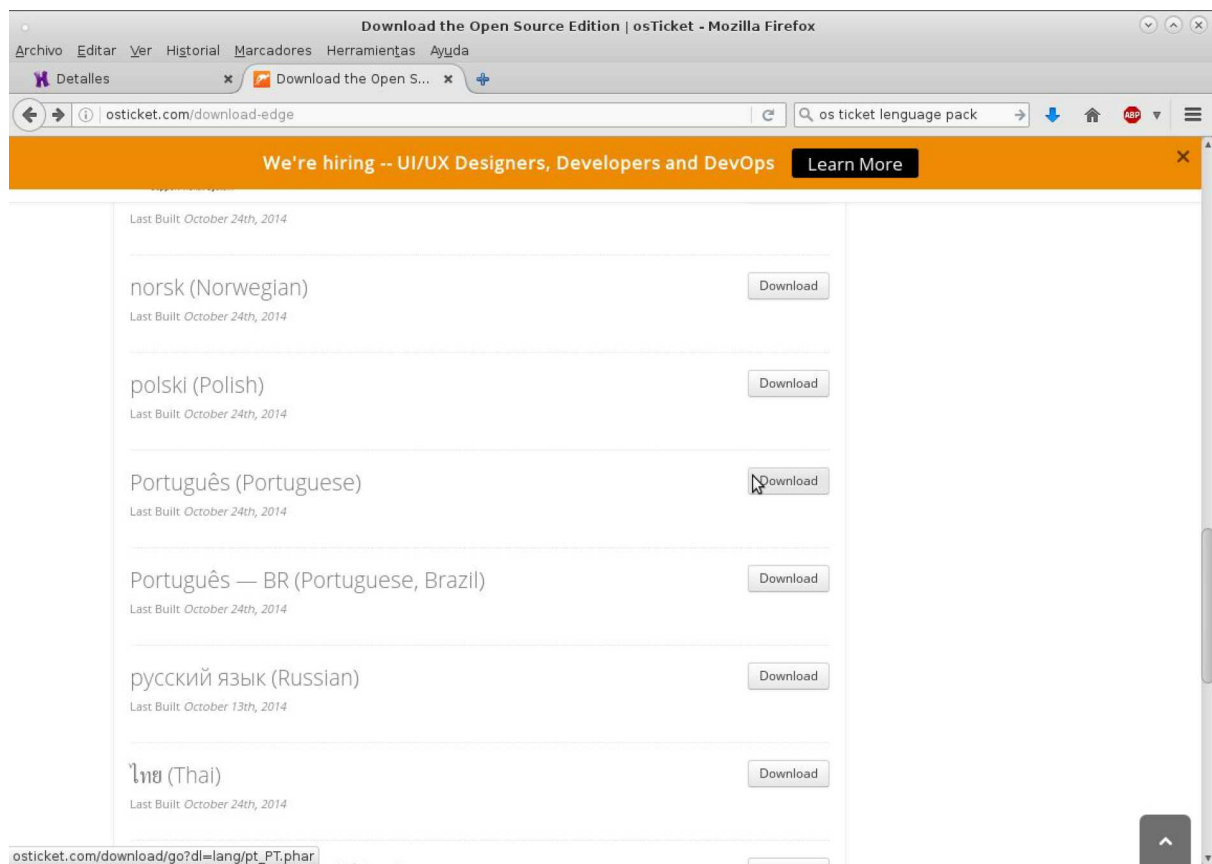 Download the Open Source Edition | osTicket - Mozilla Firefox
Archivo Editar Ver Historial Marcadores Herramientas Ayuda
Detalles
Download the Open S...
osticket.com/download-edge
os ticket lenguage pack
ABP
We're hiring -- UI/UX Designers, Developers and DevOps
Learn More
Last Built October 24th, 2014
norsk (Norwegian)
Download
Last Built October 24th, 2014
polski (Polish)
Download
Last Built October 24th, 2014
Português (Portuguese)
Download
Last Built October 24th, 2014
Português — BR (Portuguese, Brazil)
Download
Last Built October 24th, 2014
русский язык (Russian)
Download
Last Built October 13th, 2014
ไทย (Thai)
Download
Last Built October 24th, 2014
osticket.com/download/go?dl=lang/pt_PT.phar